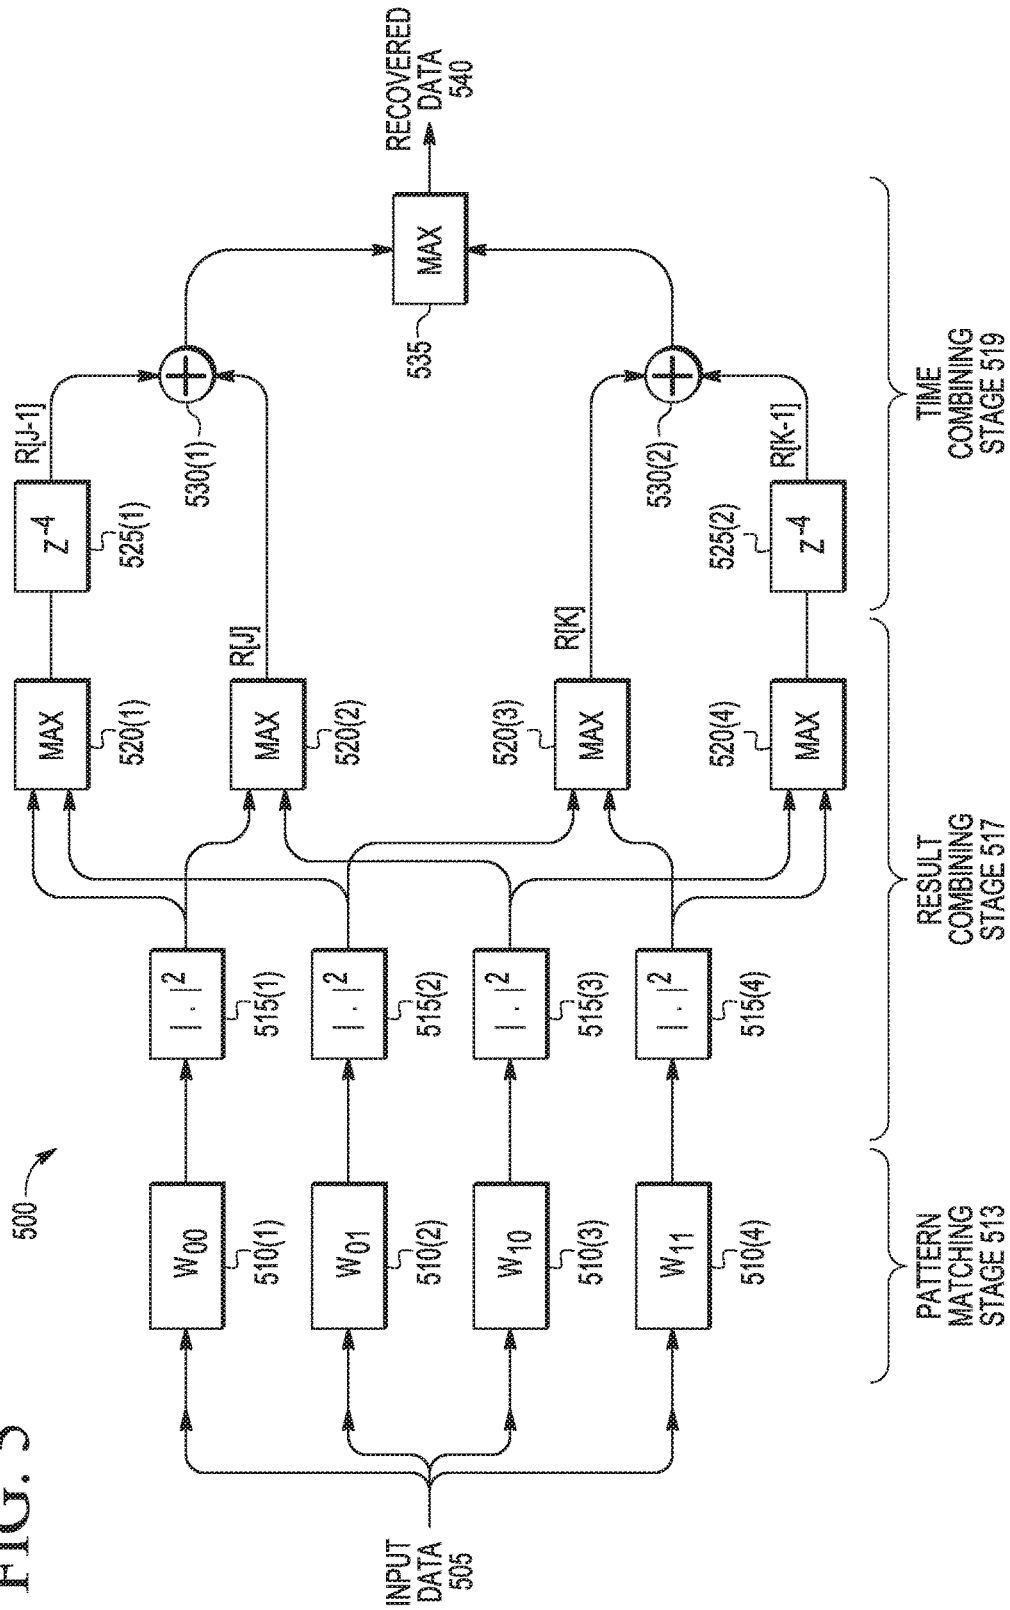 FIG. 5
500
INPUT
DATA
505
W00
510(1)
W01
510(2)
W10
510(3)
W11
510(4)
|.|2
515(1)
|.|2
515(2)
|.|2
515(3)
|.|2
515(4)
MAX
520(1)
MAX
520(2)
MAX
520(3)
MAX
520(4)
Z-4
525(1)
Z-4
525(2)
R[J-1]
R[J]
R[K]
R[K-1]
530(1)
530(2)
MAX
535
RECOVERED
DATA
540
PATTERN
MATCHING
STAGE 513
RESULT
COMBINING
STAGE 517
TIME
COMBINING
STAGE 519